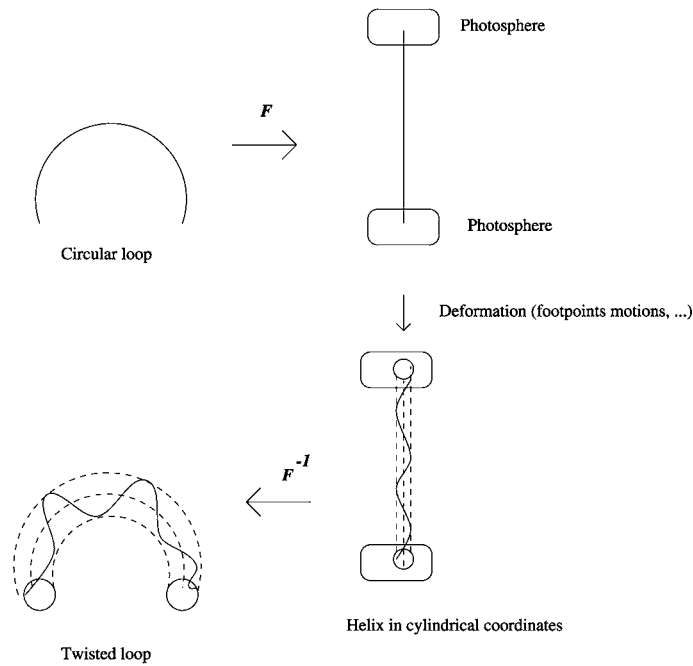 Photosphere
F
Photosphere
Circular loop
Deformation (footpoints motions, ...)
F -1
Helix in cylindrical coordinates
Twisted loop